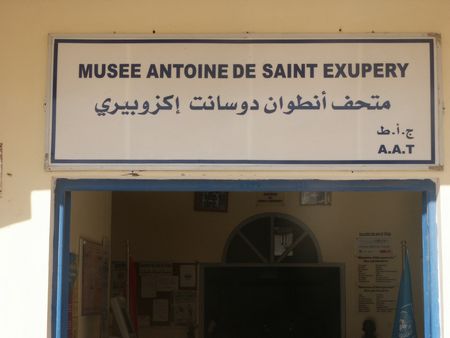 MUSEE ANTOINE DE SAINT EXUPERY
متحف أنطوان دوسانت إكزوبيري
ج.أ.ط
A.A.T